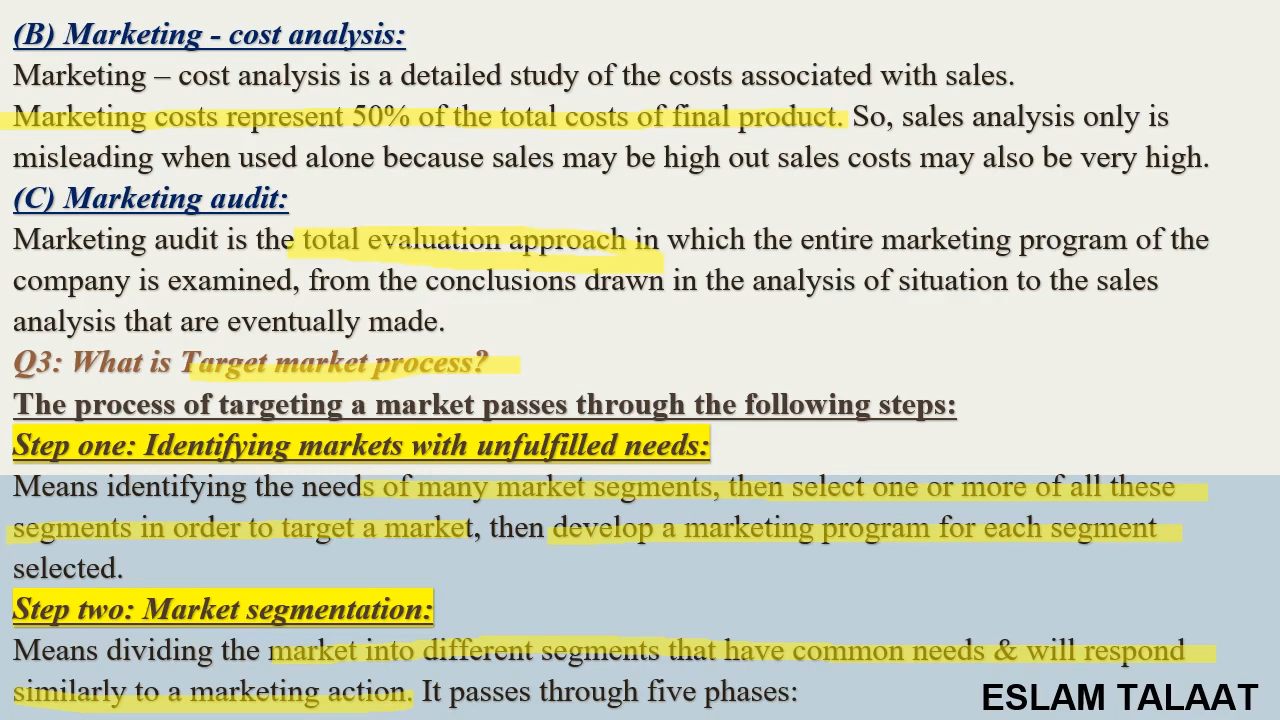 (B) Marketing - cost analysis:
Marketing – cost analysis is a detailed study of the costs associated with sales.
Marketing costs represent 50% of the total costs of final product. So, sales analysis only is
misleading when used alone because sales may be high out sales costs may also be very high.
(C) Marketing audit:
Marketing audit is the total evaluation approach in which the entire marketing program of the
company is examined, from the conclusions drawn in the analysis of situation to the sales
analysis that are eventually made.
Q3: What is Target market process?
The process of targeting a market passes through the following steps:
Step one: Identifying markets with unfulfilled needs:
Means identifying the needs of many market segments, then select one or more of all these
segments in order to target a market, then develop a marketing program for each segment
selected.
Step two: Market segmentation:
Means dividing the market into different segments that have common needs & will respond
similarly to a marketing action. It passes through five phases:
ESLAM TALAAT